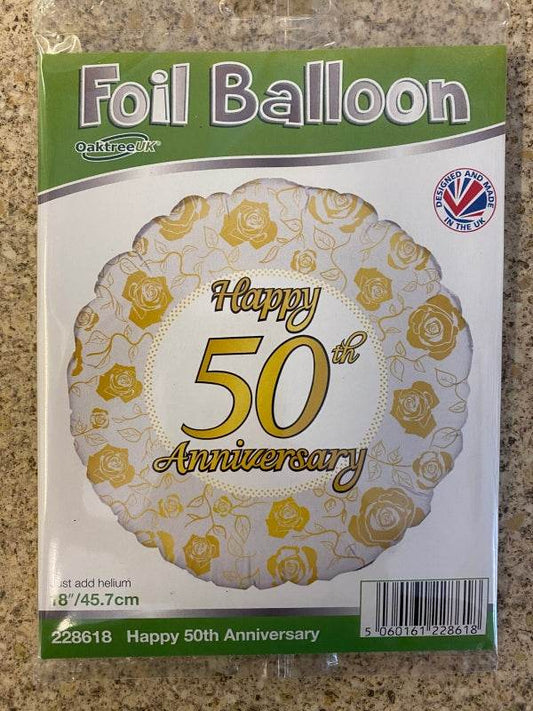 Foil Balloon
OaktreeUK
DESIGNED AND MADE
IN THE UK
Happy
50th
Anniversary
Just add helium
18"/45.7cm
228618 Happy 50th Anniversary
5 060161 228618